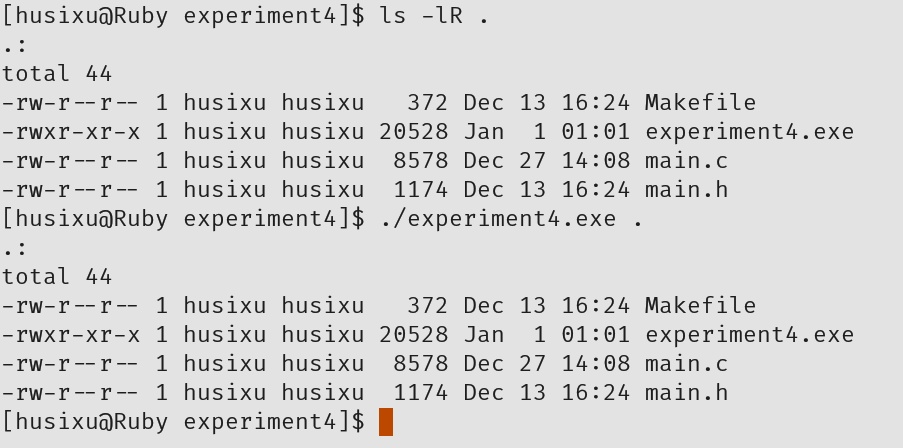 [husixu@Ruby experiment4]$ ls -lR .
.:
total 44
-rw-r--r-- 1 husixu husixu   372 Dec 13 16:24 Makefile
-rwxr-xr-x 1 husixu husixu 20528 Jan  1 01:01 experiment4.exe
-rw-r--r-- 1 husixu husixu  8578 Dec 27 14:08 main.c
-rw-r--r-- 1 husixu husixu  1174 Dec 13 16:24 main.h
[husixu@Ruby experiment4]$ ./experiment4.exe .
.:
total 44
-rw-r--r-- 1 husixu husixu   372 Dec 13 16:24 Makefile
-rwxr-xr-x 1 husixu husixu 20528 Jan  1 01:01 experiment4.exe
-rw-r--r-- 1 husixu husixu  8578 Dec 27 14:08 main.c
-rw-r--r-- 1 husixu husixu  1174 Dec 13 16:24 main.h
[husixu@Ruby experiment4]$